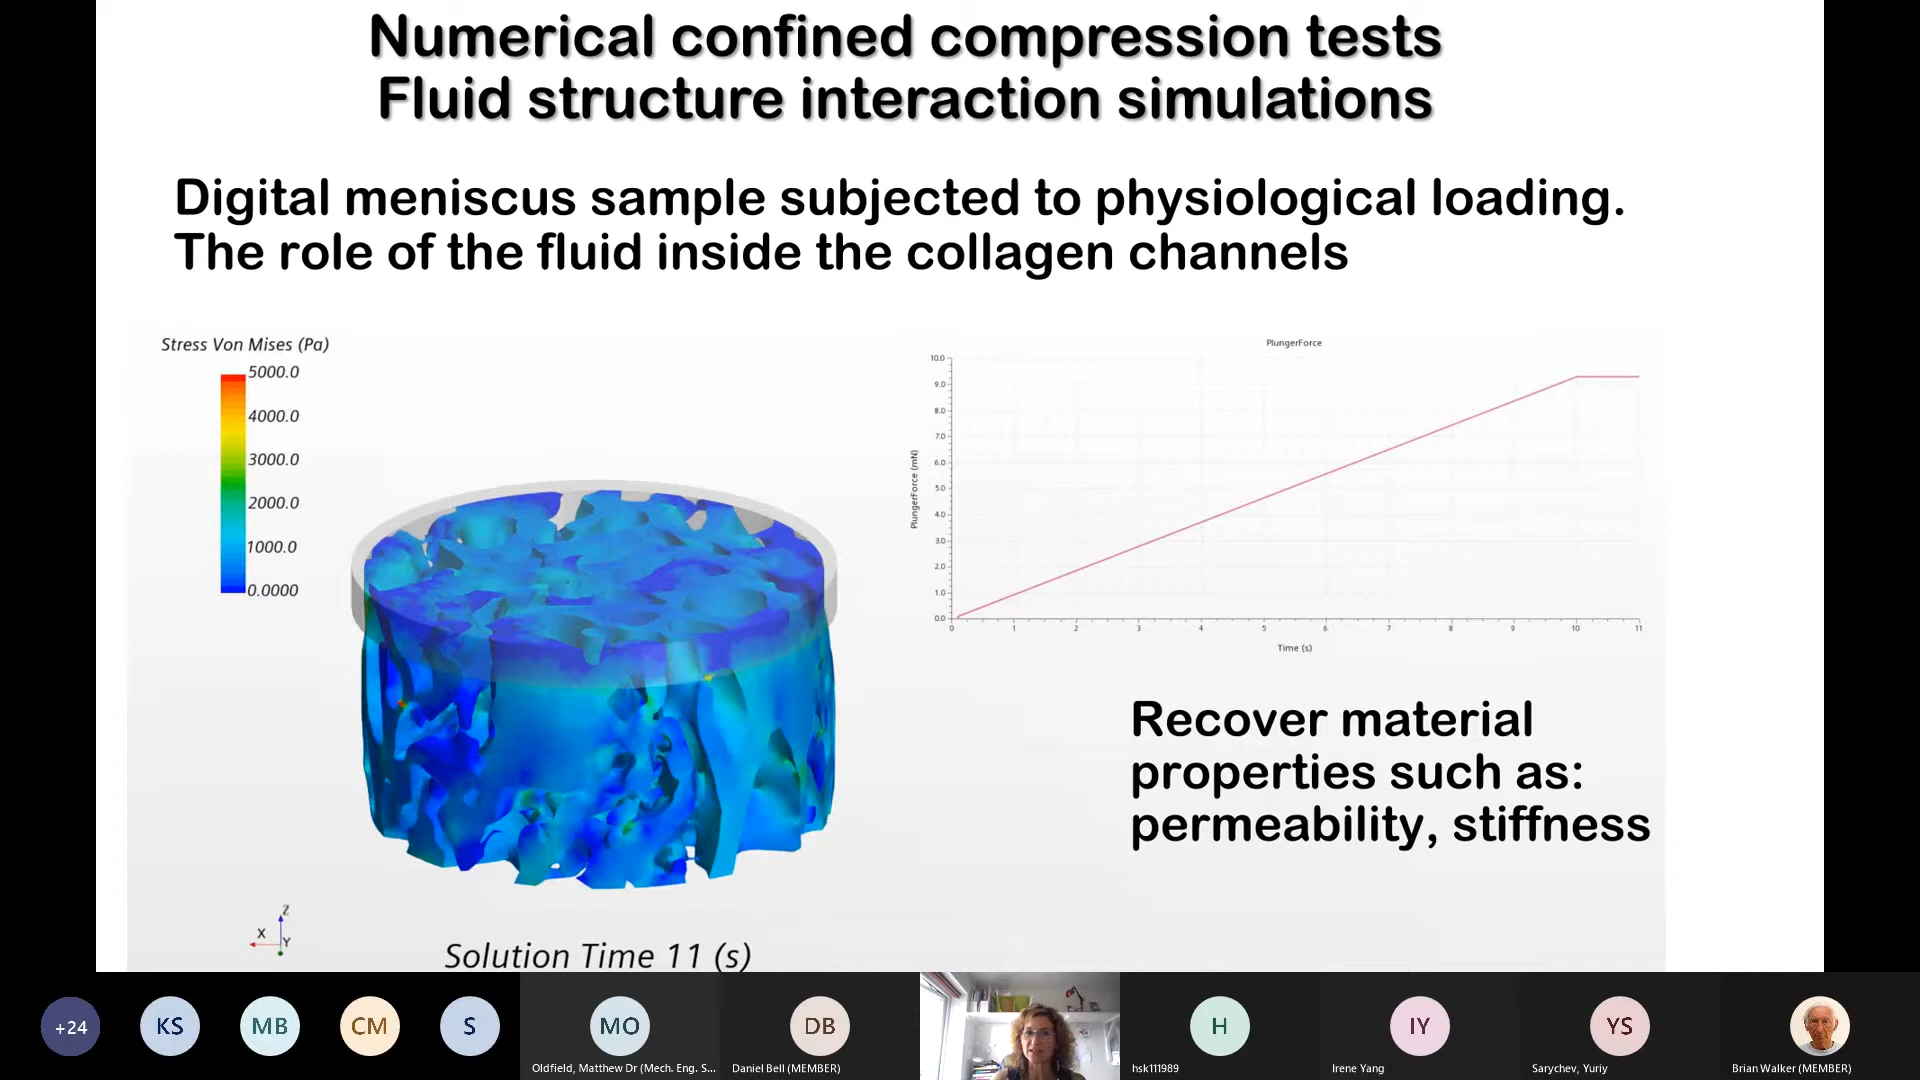 Numerical confined compression tests
Fluid structure interaction simulations
Digital meniscus sample subjected to physiological loading.
The role of the fluid inside the collagen channels
Stress Von Mises (Pa)
5000.0
4000.0
3000.0
2000.0
1000.0
0.0000
PlungerForce
PlungerForce (mN)
10.0
9.0
8.0
7.0
6.0
5.0
4.0
3.0
2.0
1.0
0.0
0 1 2 3 4 5 6 7 8 9 10 11
Time (s)
Recover material
properties such as:
permeability, stiffness
Z
X
Y
Solution Time 11 (s)
+24 KS MB CM S MO DB H IY YS
Oldfield, Matthew Dr (Mech. Eng. S... Daniel Bell (MEMBER) hsk111989 Irene Yang Sarychev, Yuriy Brian Walker (MEMBER)